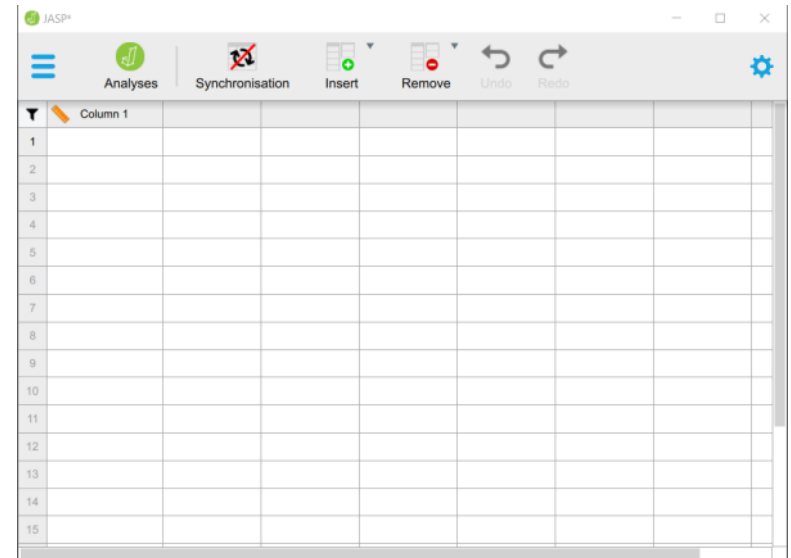 JASP*
Analyses
Synchronisation
Insert
Remove
Undo
Redo
Column 1
1
2
3
4
5
6
7
8
9
10
11
12
13
14
15